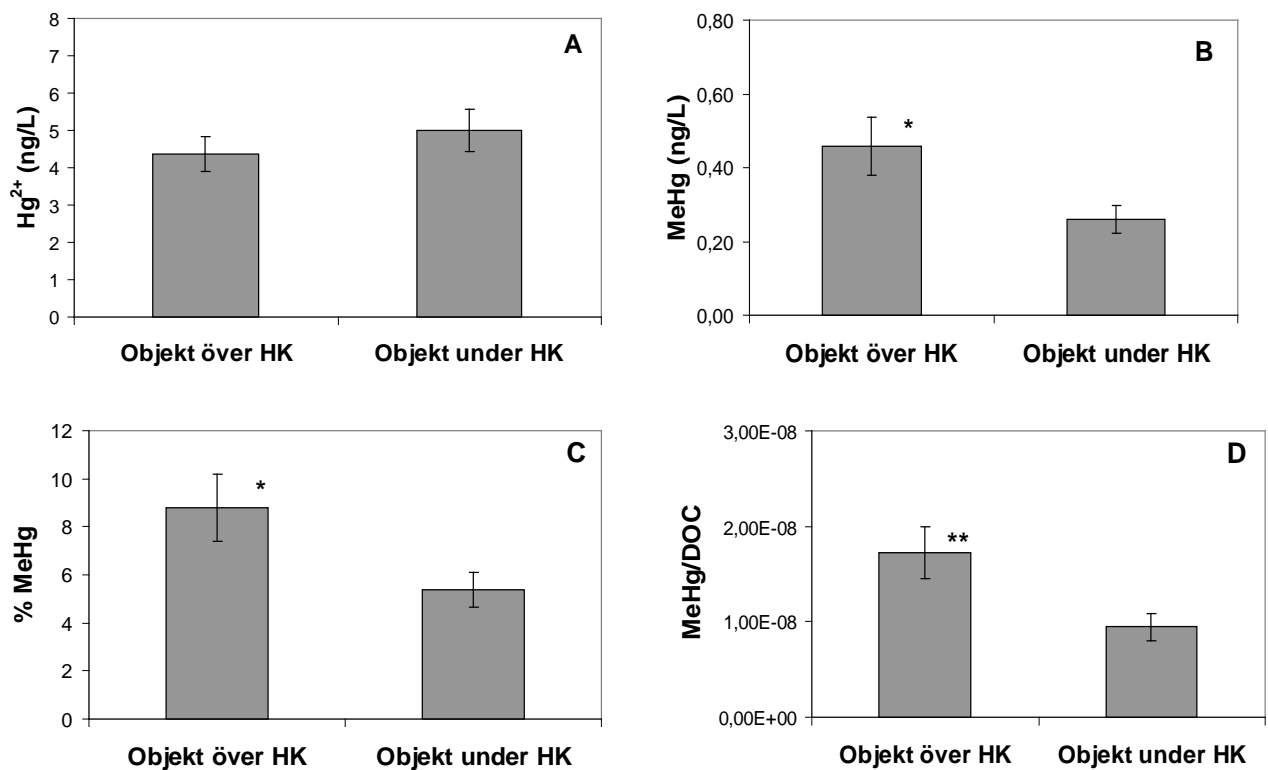 A
Hg²⁺ (ng/L)
8
7
6
5
4
3
2
1
0
Objekt över HK
Objekt under HK
B
MeHg (ng/L)
0,80
0,60
0,40
0,20
0,00
*
Objekt över HK
Objekt under HK
C
% MeHg
12
10
8
6
4
2
0
*
Objekt över HK
Objekt under HK
D
MeHg/DOC
3,00E-08
2,00E-08
1,00E-08
0,00E+00
**
Objekt över HK
Objekt under HK